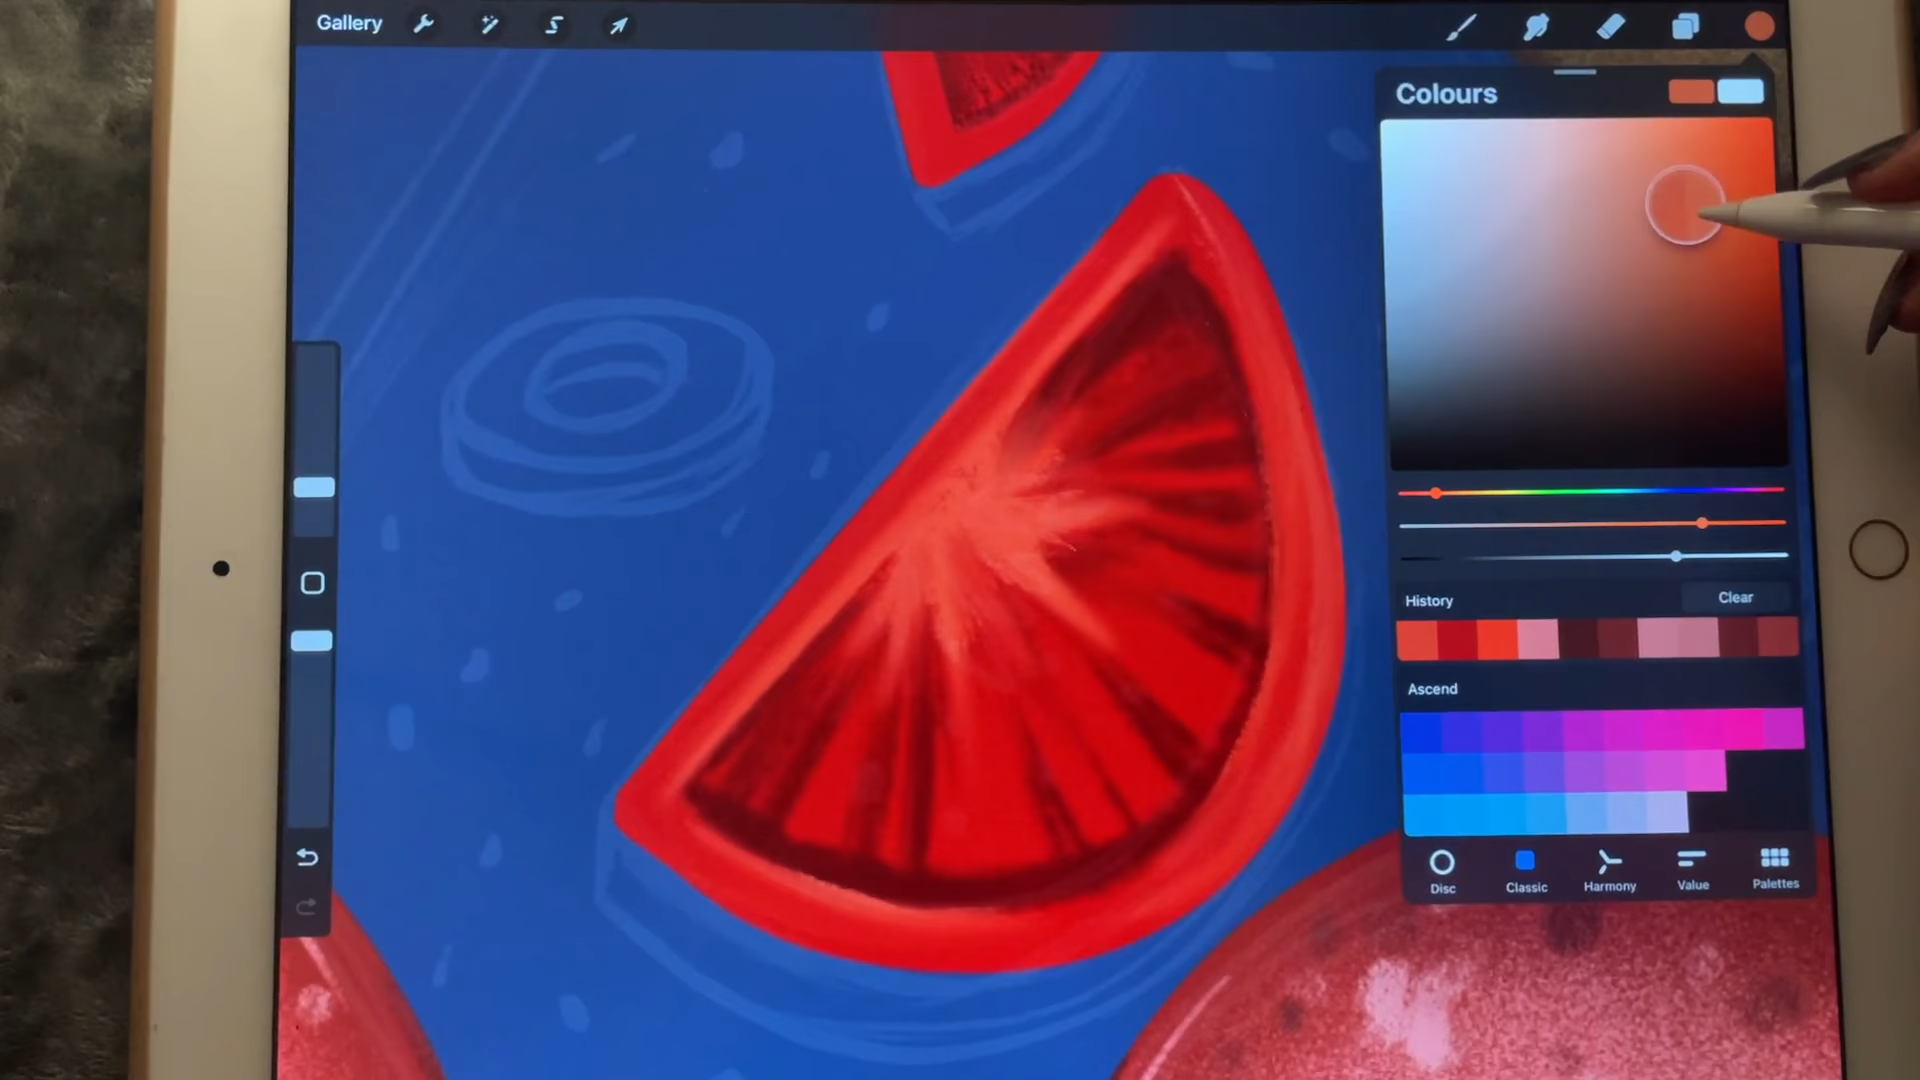 Gallery
Colours
History
Clear
Ascend
Disc
Classic
Harmony
Value
Palettes